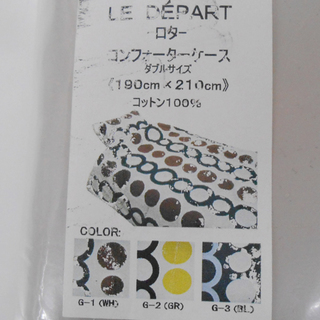 LE DÉPART
ロター
コンフォーターケース
ダブルサイズ
《190cm×210cm》
コットン100%
COLOR:
G-1 (WH) G-2 (GR) G-3 (BL)